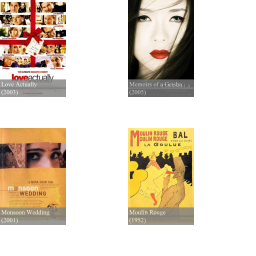 love actually
Love Actually
(2003)
Memoirs of a Geisha
(2005)
monsoon
WEDDING
Monsoon Wedding
(2001)
MOULIN ROUGE
BAL
MOULIN ROUGE
LA GOULUE
Moulin Rouge
(1952)